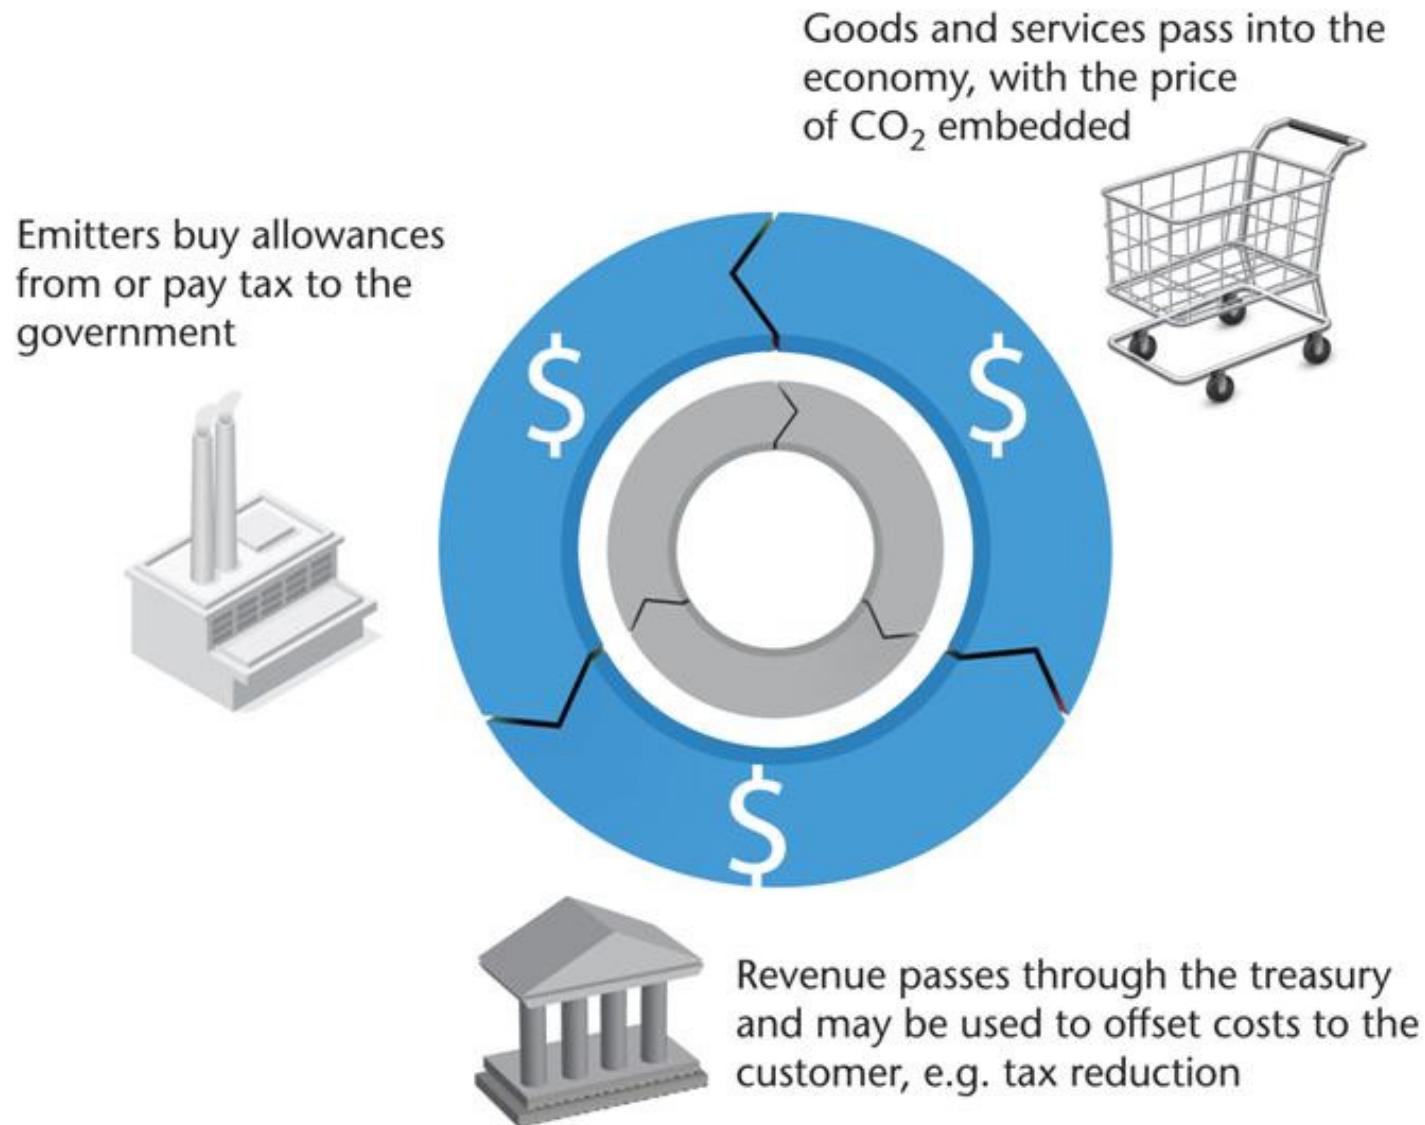 Goods and services pass into the
economy, with the price
of CO₂ embedded
Emitters buy allowances
from or pay tax to the
government
$
$
$
Revenue passes through the treasury
and may be used to offset costs to the
customer, e.g. tax reduction